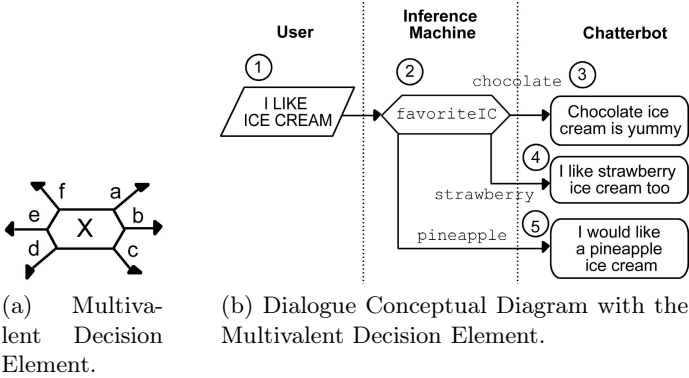 User
Inference
Machine
Chatterbot
1
2
3
chocolate
I LIKE
ICE CREAM
favoriteIC
Chocolate ice
cream is yummy
4
I like strawberry
ice cream too
strawberry
5
pineapple
I would like
a pineapple
ice cream
f
a
e
X
b
d
c
(a) Multiva-
lent Decision
Element.
(b) Dialogue Conceptual Diagram with the
Multivalent Decision Element.